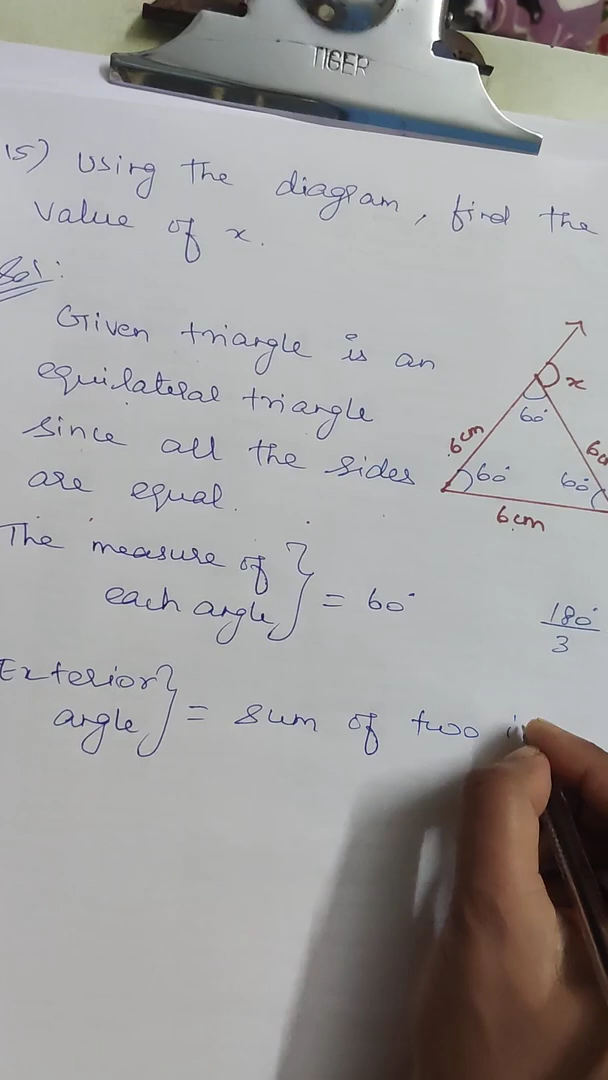 TIGER
15) Using the diagram, find the
value of x.
Sol:
Given triangle is an
equilateral triangle
since all the sides
are equal.
x
60°
6cm
60°
60°
6cm
The measure of
each angle } = 60°
180°
3
Exterior
angle } = sum of two